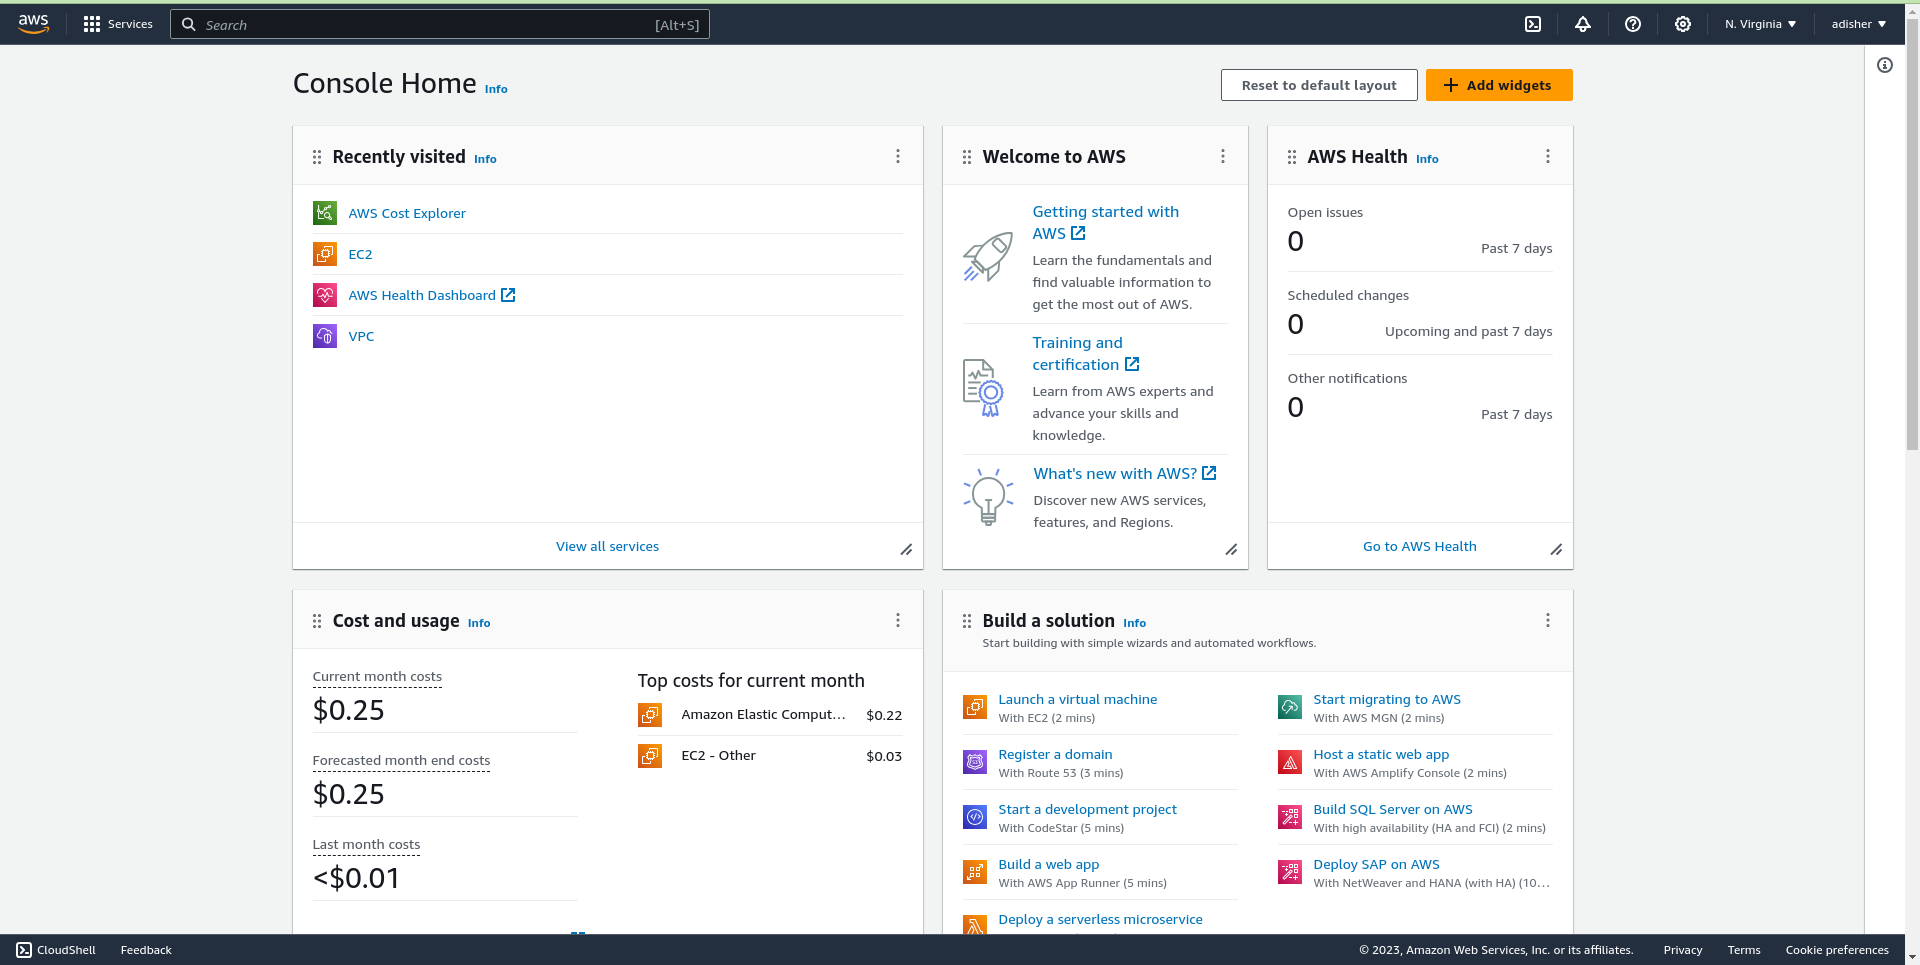 aws
Services
Search
[Alt+S]
N. Virginia
adisher
Console Home Info
Reset to default layout
Add widgets
Recently visited Info
AWS Cost Explorer
EC2
AWS Health Dashboard
VPC
View all services
Welcome to AWS
Getting started with
AWS
Learn the fundamentals and
find valuable information to
get the most out of AWS.
Training and
certification
Learn from AWS experts and
advance your skills and
knowledge.
What's new with AWS?
Discover new AWS services,
features, and Regions.
AWS Health Info
Open issues
0
Past 7 days
Scheduled changes
0
Upcoming and past 7 days
Other notifications
0
Past 7 days
Go to AWS Health
Cost and usage Info
Current month costs
$0.25
Forecasted month end costs
$0.25
Last month costs
<$0.01
Top costs for current month
Amazon Elastic Comput... $0.22
EC2 - Other $0.03
Build a solution Info
Start building with simple wizards and automated workflows.
Launch a virtual machine
With EC2 (2 mins)
Register a domain
With Route 53 (3 mins)
Start a development project
With CodeStar (5 mins)
Build a web app
With AWS App Runner (5 mins)
Deploy a serverless microservice
Start migrating to AWS
With AWS MGN (2 mins)
Host a static web app
With AWS Amplify Console (2 mins)
Build SQL Server on AWS
With high availability (HA and FCI) (2 mins)
Deploy SAP on AWS
With NetWeaver and HANA (with HA) (10...
CloudShell
Feedback
© 2023, Amazon Web Services, Inc. or its affiliates.
Privacy
Terms
Cookie preferences